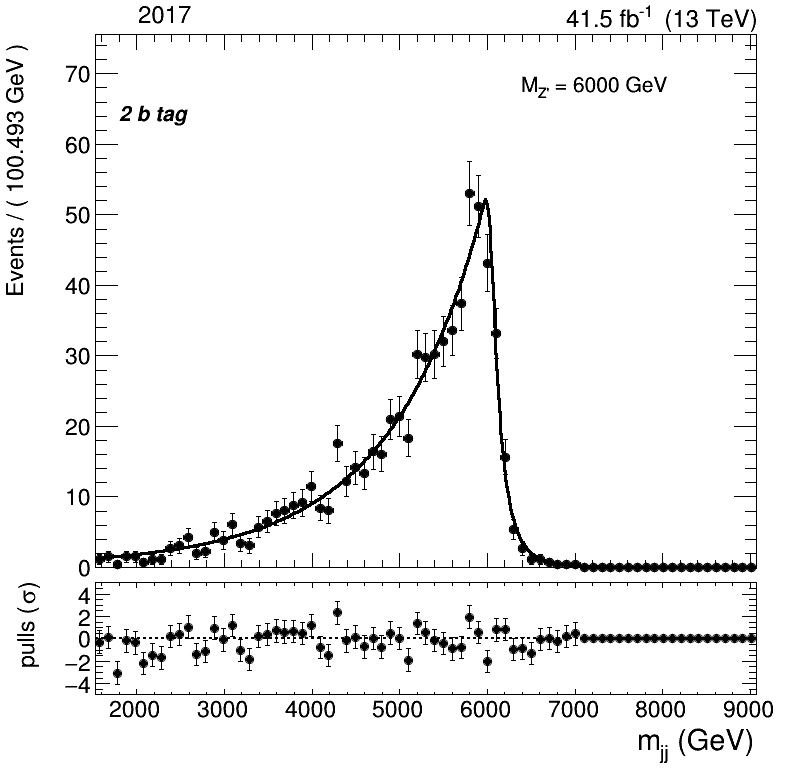 2017 41.5 fb⁻¹ (13 TeV)
Events / ( 100.493 GeV )
70
60
50
40
30
20
10
0
2 b tag
M_Z' = 6000 GeV
pulls (σ)
4
2
0
−2
−4
2000 3000 4000 5000 6000 7000 8000 9000
m_jj (GeV)